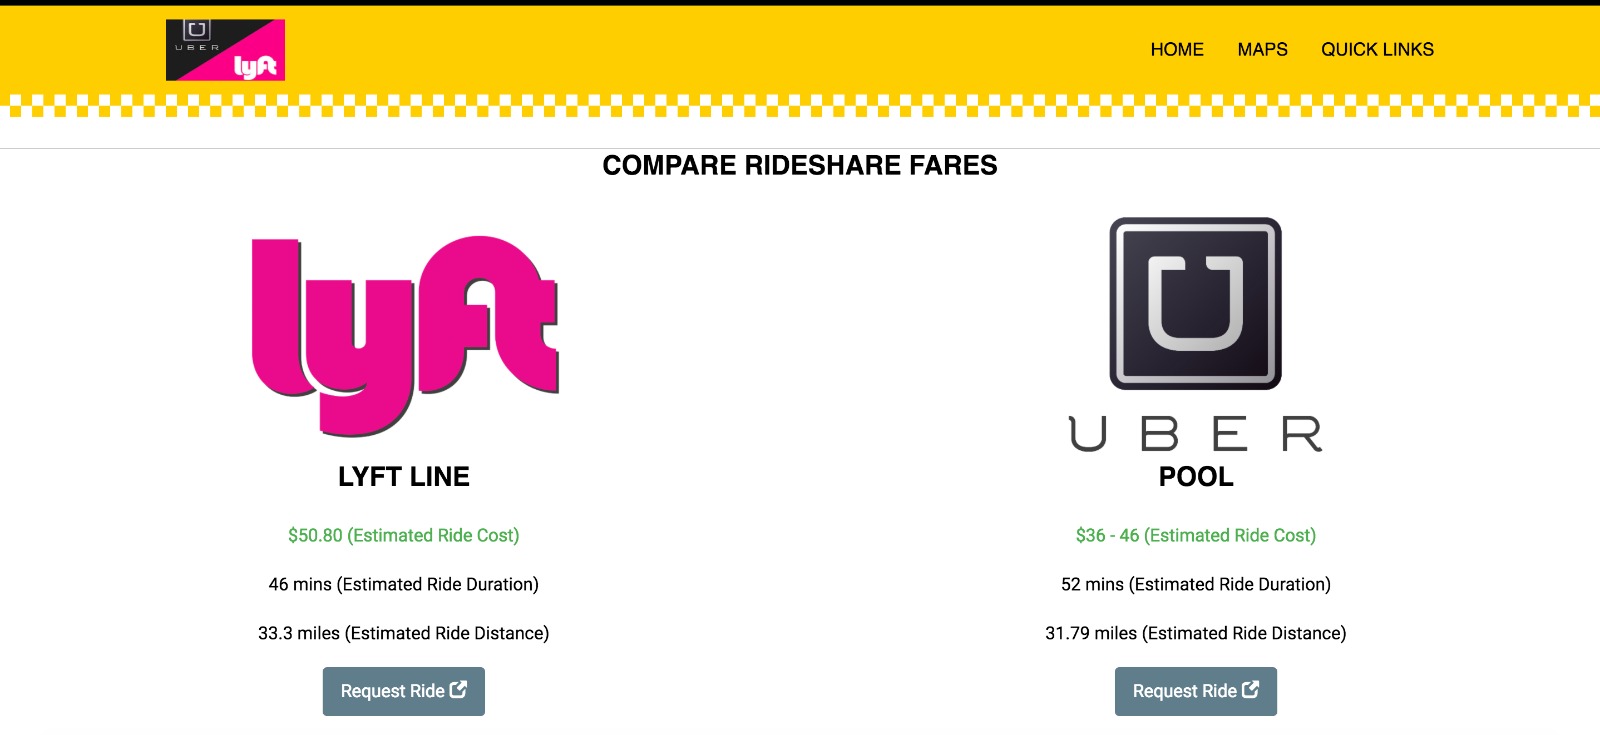 UBER
lyft
HOME MAPS QUICK LINKS
COMPARE RIDESHARE FARES
lyft
U
UBER
LYFT LINE
POOL
$50.80 (Estimated Ride Cost)
$36 - 46 (Estimated Ride Cost)
46 mins (Estimated Ride Duration)
52 mins (Estimated Ride Duration)
33.3 miles (Estimated Ride Distance)
31.79 miles (Estimated Ride Distance)
Request Ride
Request Ride